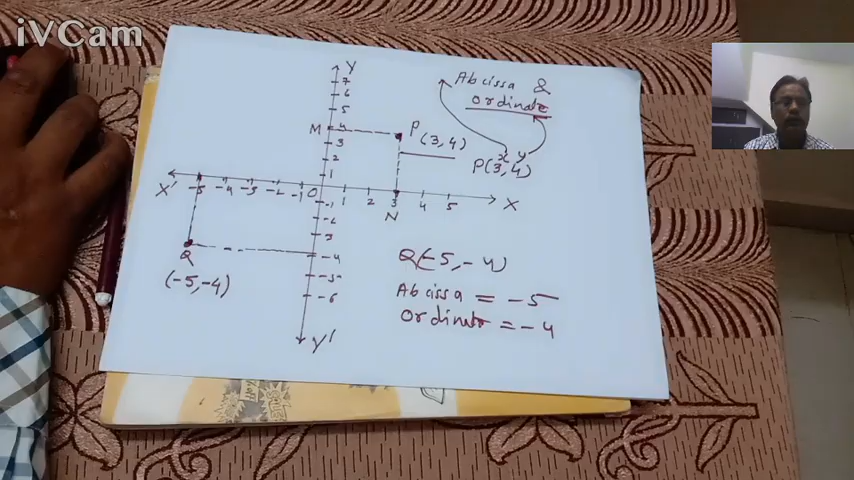 iVCam
Y
7
6
5
M 4
3
2
1
P(3,4)
Abcissa &
ordinate
x y
P(3,4)
X' -5 -4 -3 -2 -1 0 1 2 3 4 5 X
N
-1
-2
-3
-4
-5
-6
Y'
Q
(-5,-4)
Q(-5,-4)
Abcissa = -5
Ordinate = -4